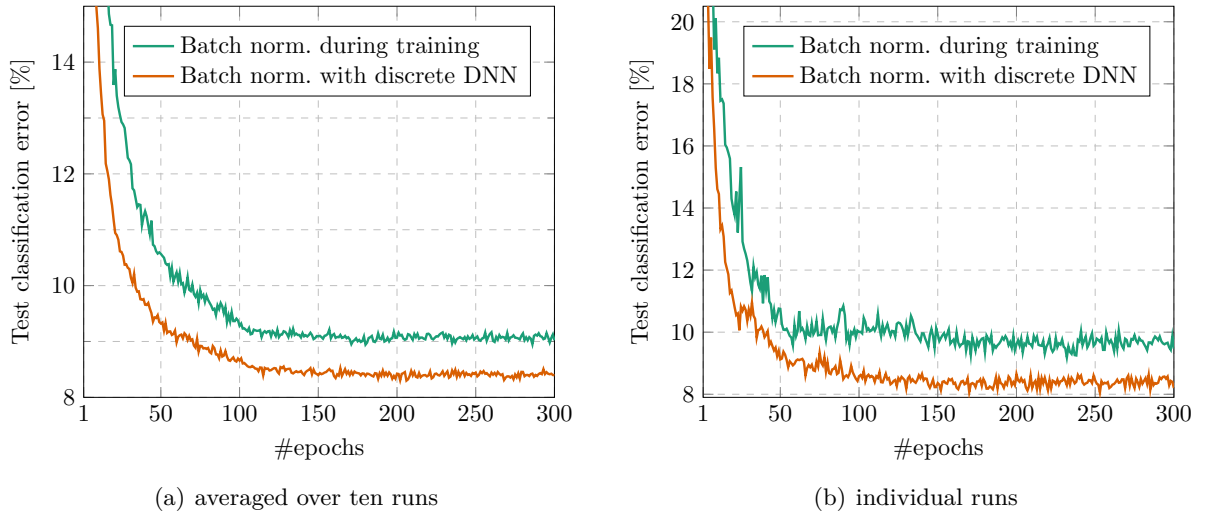 Batch norm. during training
Batch norm. with discrete DNN
Test classification error [%]
14
12
10
8
1 50 100 150 200 250 300
#epochs
(a) averaged over ten runs
Batch norm. during training
Batch norm. with discrete DNN
Test classification error [%]
20
18
16
14
12
10
8
1 50 100 150 200 250 300
#epochs
(b) individual runs